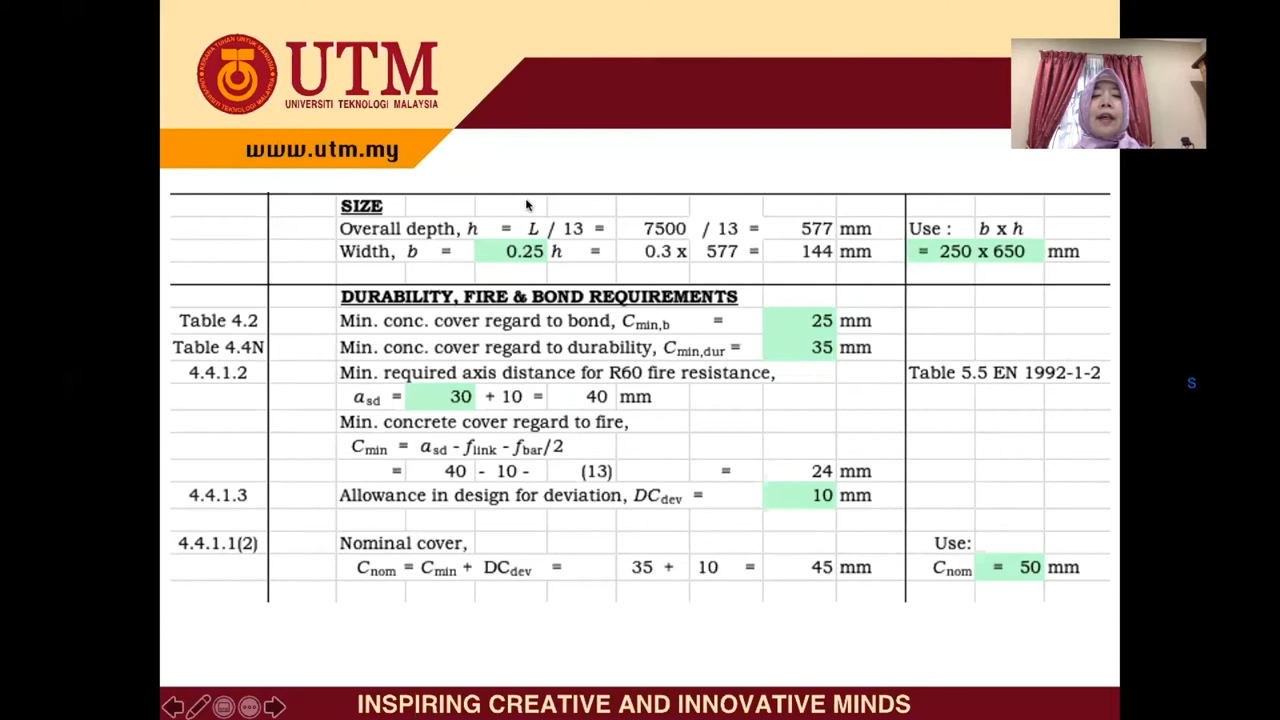 UTM
UNIVERSITI TEKNOLOGI MALAYSIA
www.utm.my
SIZE
Overall depth, h = L / 13 = 7500 / 13 = 577 mm Use : b x h
Width, b = 0.25 h = 0.3 x 577 = 144 mm = 250 x 650 mm
DURABILITY, FIRE & BOND REQUIREMENTS
Table 4.2 Min. conc. cover regard to bond, Cmin,b = 25 mm
Table 4.4N Min. conc. cover regard to durability, Cmin,dur = 35 mm
4.4.1.2 Min. required axis distance for R60 fire resistance, Table 5.5 EN 1992-1-2
asd = 30 + 10 = 40 mm
Min. concrete cover regard to fire,
Cmin = asd - flink - fbar/2
= 40 - 10 - (13) = 24 mm
4.4.1.3 Allowance in design for deviation, DCdev = 10 mm
4.4.1.1(2) Nominal cover, Use:
Cnom = Cmin + DCdev = 35 + 10 = 45 mm Cnom = 50 mm
S
INSPIRING CREATIVE AND INNOVATIVE MINDS